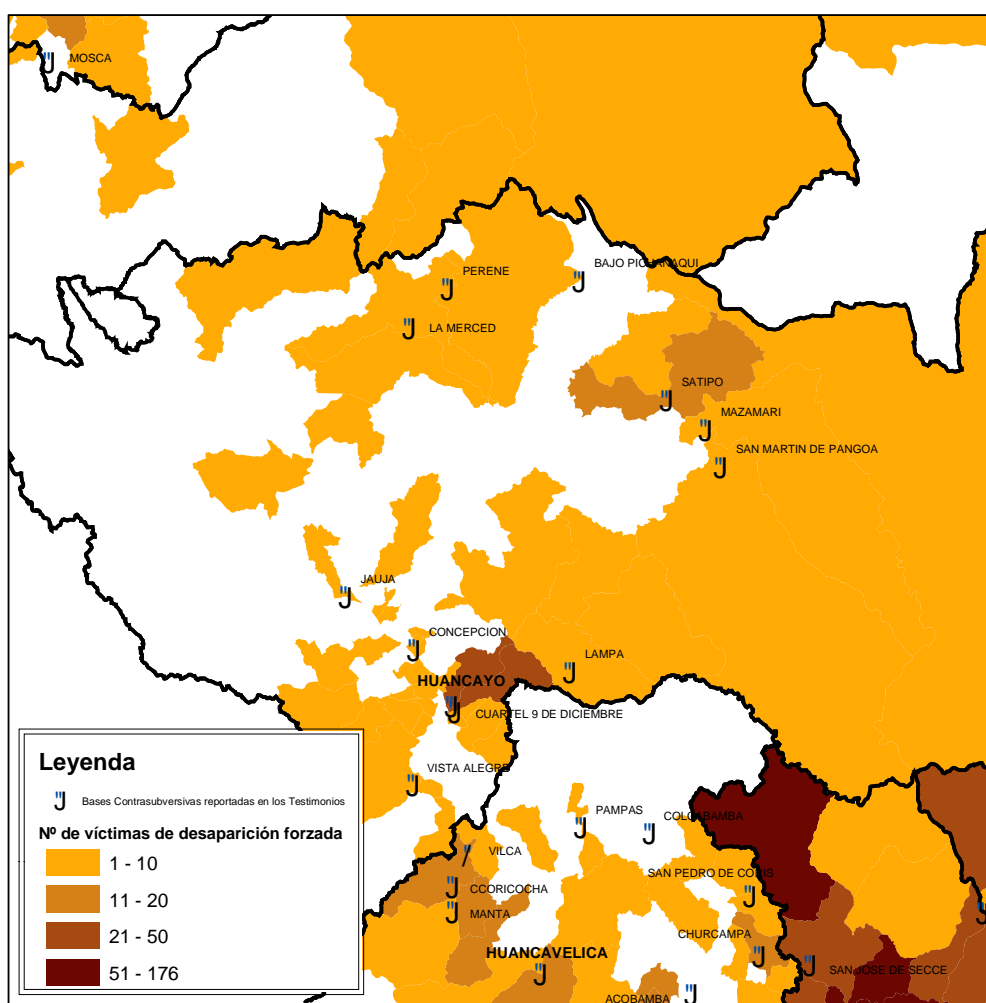 MOSCA
BAJO PICHANAQUI
PERENE
LA MERCED
SATIPO
MAZAMARI
SAN MARTIN DE PANGOA
JAUJA
CONCEPCION
LAMPA
HUANCAYO
CUARTEL 9 DE DICIEMBRE
VISTA ALEGRE
PAMPAS
COLCABAMBA
VILCA
SAN PEDRO DE CORIS
CCORICOCHA
MANTA
CHURCAMPA
HUANCAVELICA
SAN JOSE DE SECCE
ACOBAMBA
Leyenda
Bases Contrasubversivas reportadas en los Testimonios
Nº de víctimas de desaparición forzada
1 - 10
11 - 20
21 - 50
51 - 176